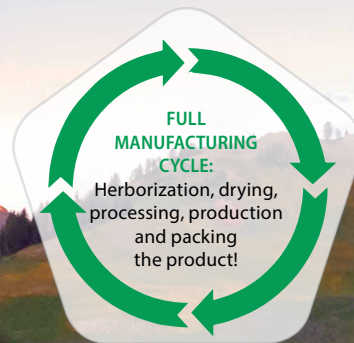 FULL
MANUFACTURING
CYCLE:
Herborization, drying,
processing, production
and packing
the product!